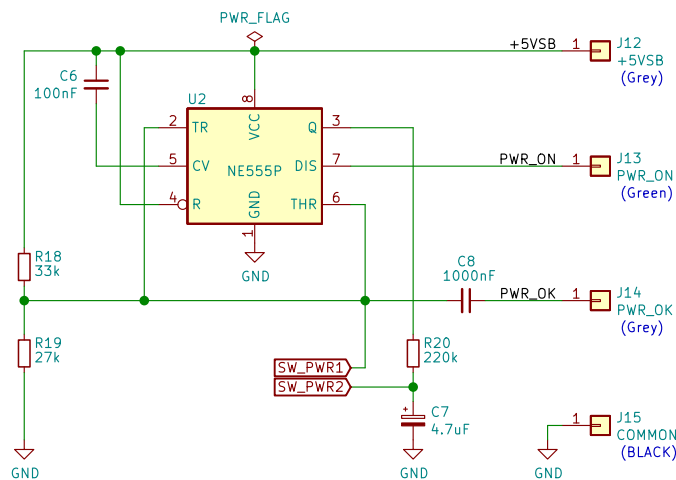 PWR_FLAG
+5VSB
1
J12
+5VSB
(Grey)
C6
100nF
U2
8
VCC
2
TR
Q
3
5
CV
NE555P
DIS
7
PWR_ON
1
J13
PWR_ON
(Green)
4
R
GND
THR
6
1
GND
R18
33k
C8
1000nF
PWR_OK
1
J14
PWR_OK
(Grey)
R19
27k
R20
220k
SW_PWR1
SW_PWR2
+
C7
4.7uF
1
J15
COMMON
(BLACK)
GND
GND
GND